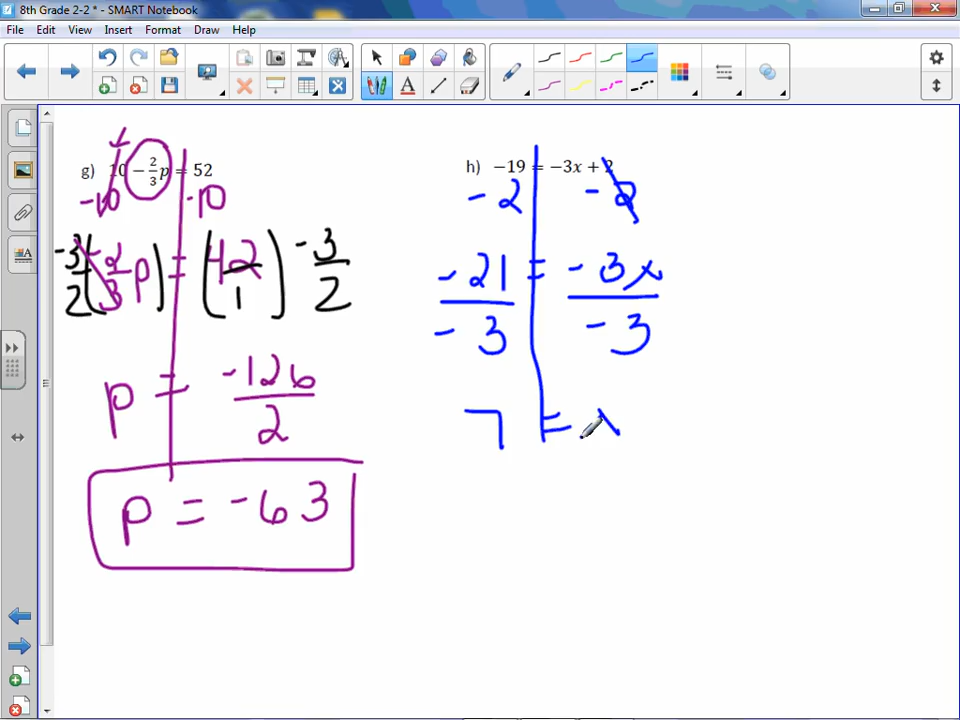 8th Grade 2-2 * - SMART Notebook
File Edit View Insert Format Draw Help
g) 10 − 2/3 p = 52
-10 -10
-3/2 (-2/3 p) = (42/1) -3/2
p = -126/2
p = -63
h) −19 = −3x + 2
-2 -2
-21 = -3x
-3 -3
7 = x